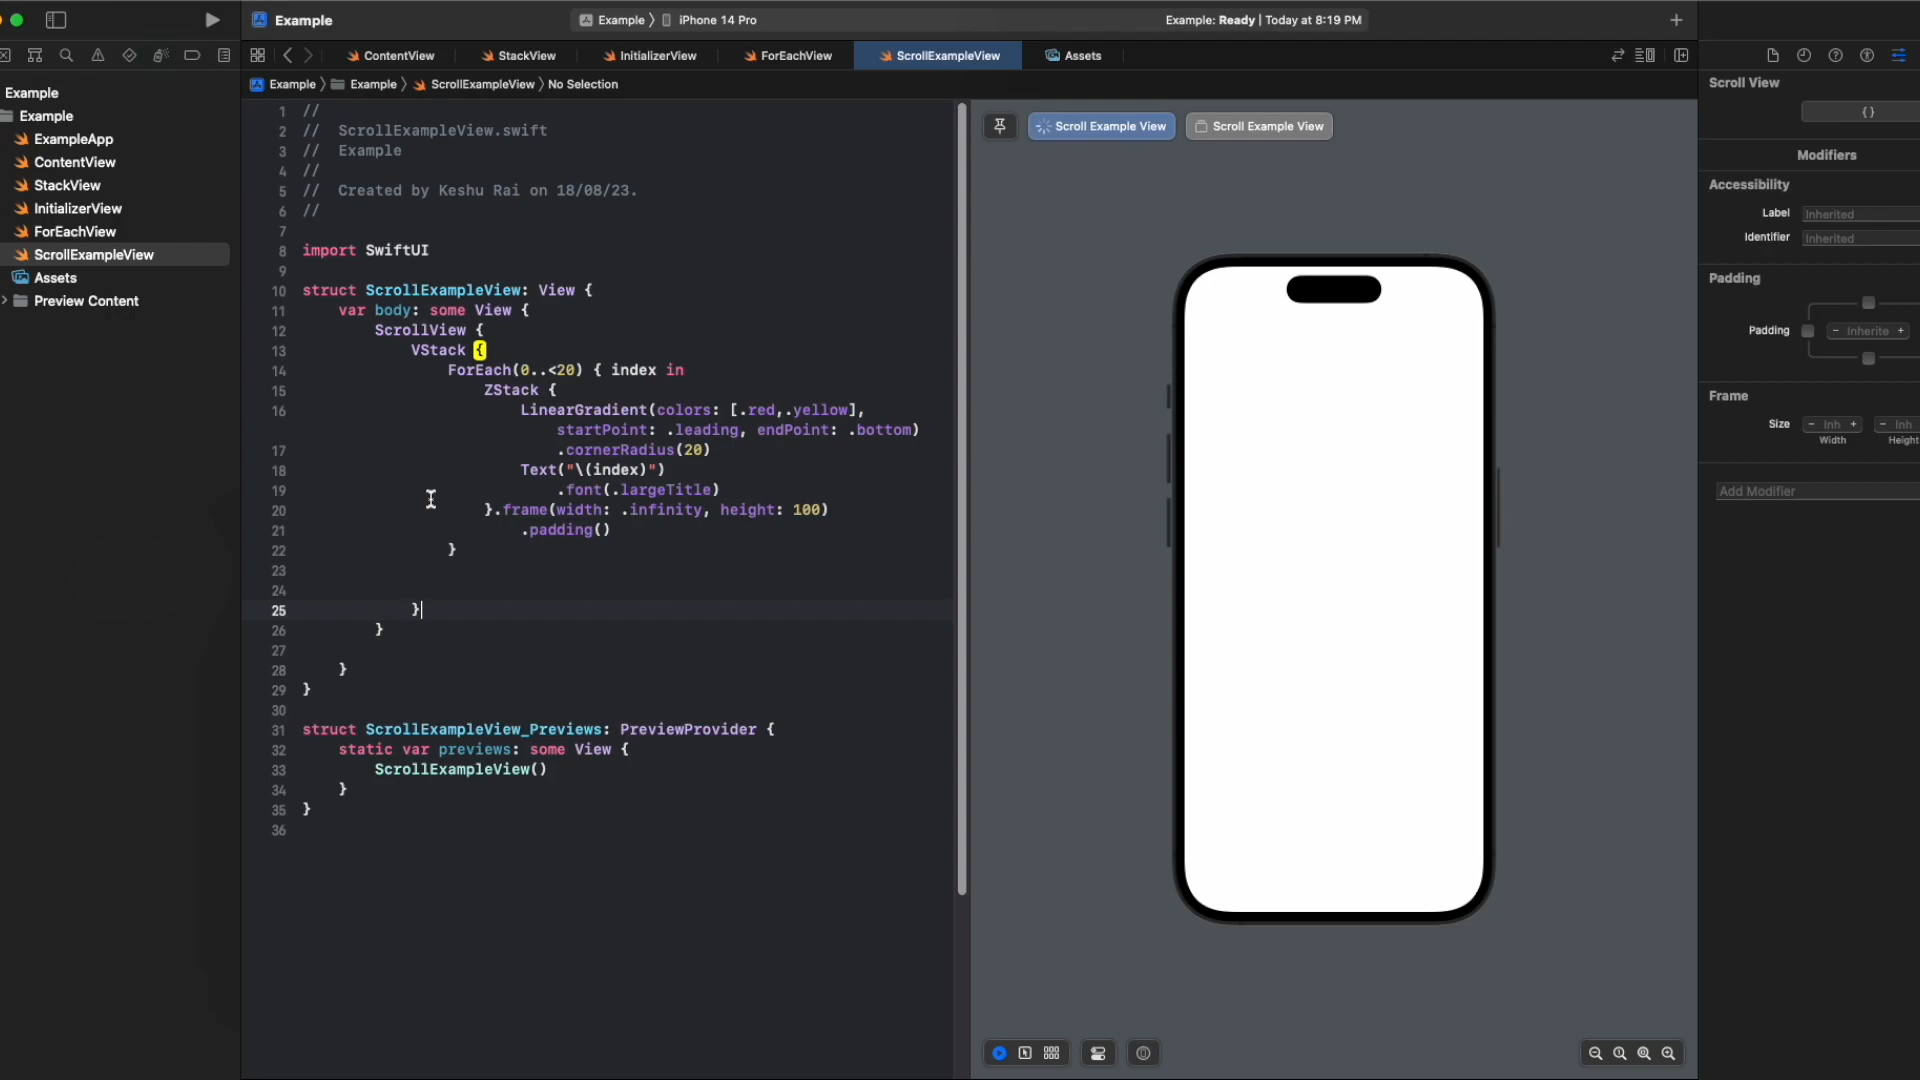 Example
Example 〉 iPhone 14 Pro
Example: Ready | Today at 8:19 PM
ContentView
StackView
InitializerView
ForEachView
ScrollExampleView
Assets
Example 〉 Example 〉 ScrollExampleView 〉 No Selection
Example
Example
ExampleApp
ContentView
StackView
InitializerView
ForEachView
ScrollExampleView
Assets
Preview Content
1 //
2 //  ScrollExampleView.swift
3 //  Example
4 //
5 //  Created by Keshu Rai on 18/08/23.
6 //
7
8 import SwiftUI
9
10 struct ScrollExampleView: View {
11     var body: some View {
12         ScrollView {
13             VStack {
14                 ForEach(0..<20) { index in
15                     ZStack {
16                         LinearGradient(colors: [.red,.yellow],
startPoint: .leading, endPoint: .bottom)
17                             .cornerRadius(20)
18                         Text("\(index)")
19                             .font(.largeTitle)
20                     }.frame(width: .infinity, height: 100)
21                         .padding()
22                 }
23
24
25             }
26         }
27
28     }
29 }
30
31 struct ScrollExampleView_Previews: PreviewProvider {
32     static var previews: some View {
33         ScrollExampleView()
34     }
35 }
36
Scroll Example View
Scroll Example View
Scroll View
{ }
Modifiers
Accessibility
Label Inherited
Identifier Inherited
Padding
Padding - Inherite +
Frame
Size - Inh + - Inh
Width Height
Add Modifier